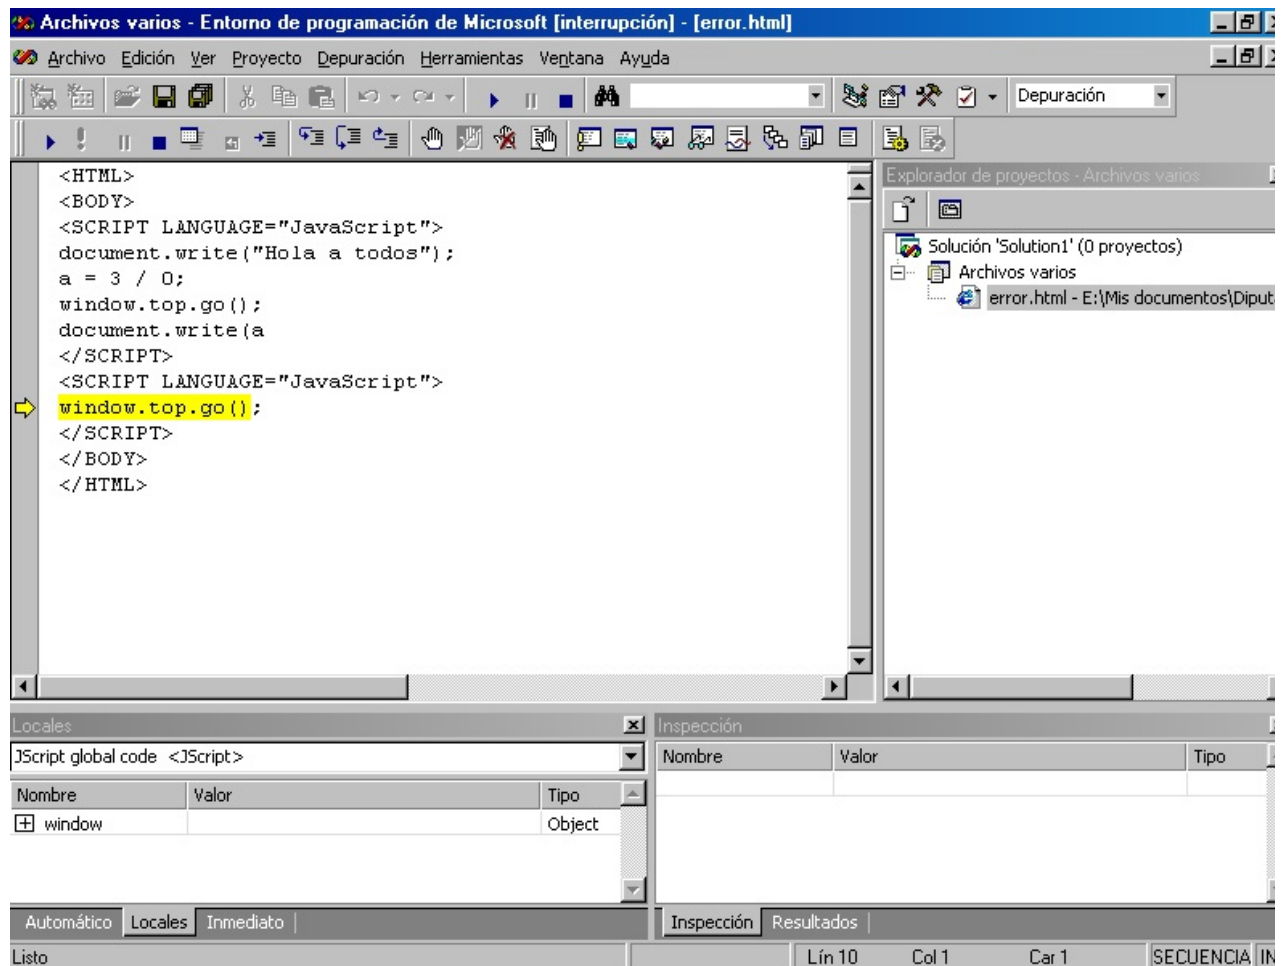 Archivos varios - Entorno de programación de Microsoft [interrupción] - [error.html]
Archivo Edición Ver Proyecto Depuración Herramientas Ventana Ayuda
Depuración
<HTML>
<BODY>
<SCRIPT LANGUAGE="JavaScript">
document.write("Hola a todos");
a = 3 / 0;
window.top.go();
document.write(a
</SCRIPT>
<SCRIPT LANGUAGE="JavaScript">
window.top.go();
</SCRIPT>
</BODY>
</HTML>
Explorador de proyectos - Archivos varios
Solución 'Solution1' (0 proyectos)
Archivos varios
error.html - E:\Mis documentos\Diput
Locales
JScript global code <JScript>
Nombre Valor Tipo
window Object
Automático Locales Inmediato
Inspección
Nombre Valor Tipo
Inspección Resultados
Listo Lín 10 Col 1 Car 1 SECUENCIA IN